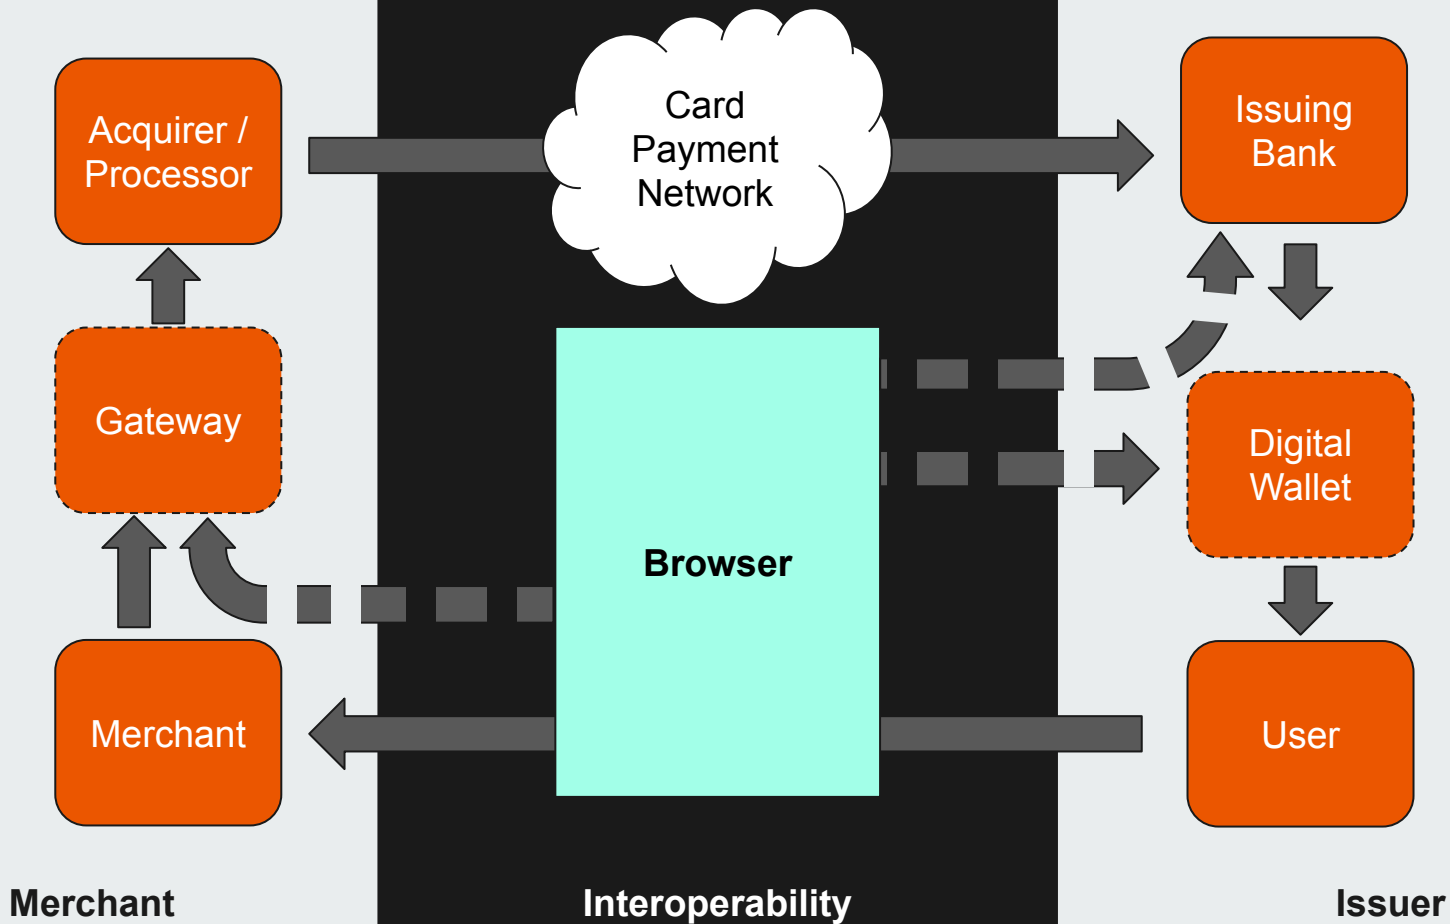 Card
Payment
Network
Acquirer /
Processor
Issuing
Bank
Gateway
Digital
Wallet
Browser
Merchant
User
Merchant
Interoperability
Issuer